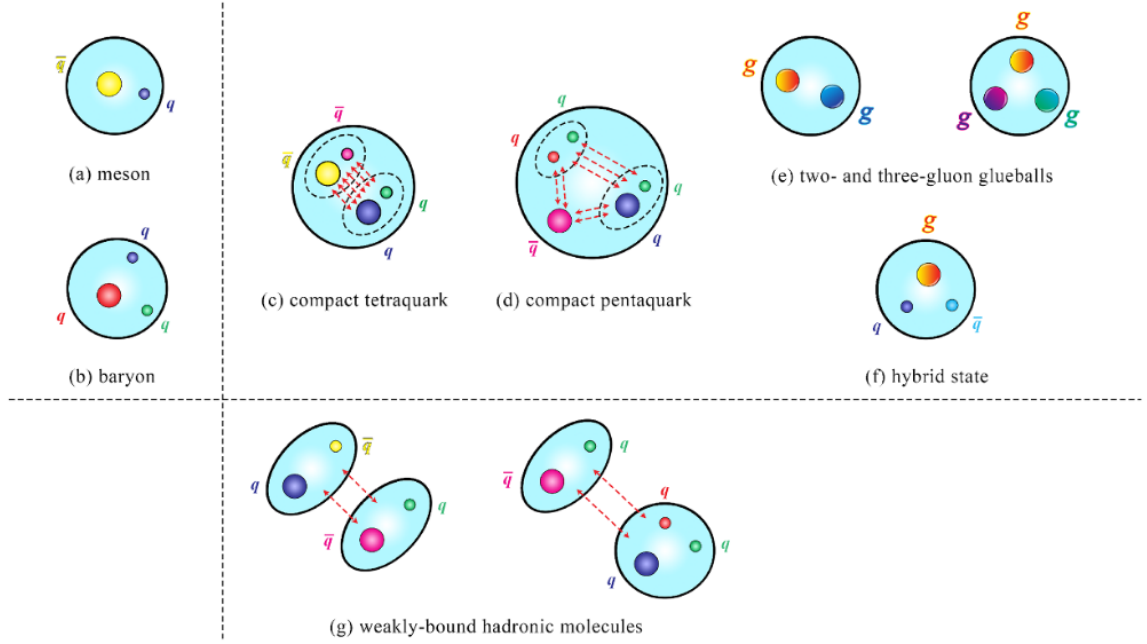 q̄
q
(a) meson
q
q
q
(b) baryon
q̄
q̄
q
q
(c) compact tetraquark
q
q
q
q̄
q
(d) compact pentaquark
g
g
g
g
g
(e) two- and three-gluon glueballs
g
q
q̄
(f) hybrid state
q̄
q
q
q̄
q
q̄
q
q
q
(g) weakly-bound hadronic molecules